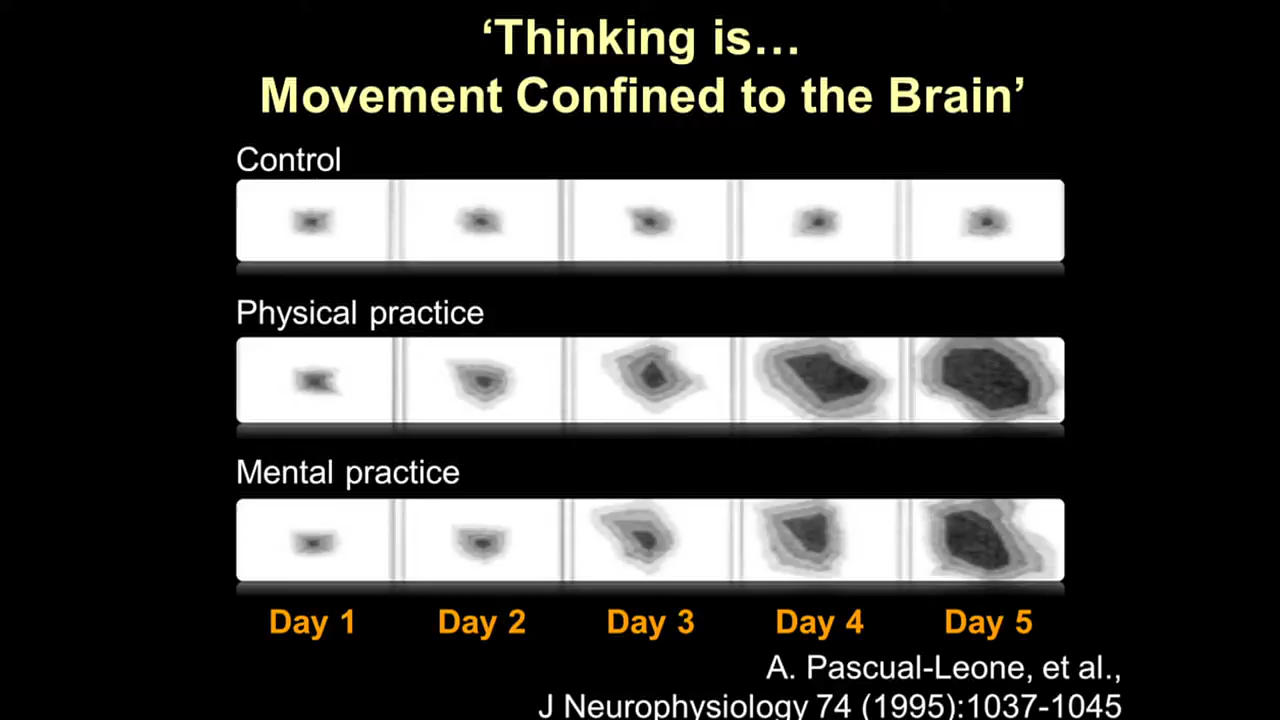 ‘Thinking is…
Movement Confined to the Brain’
Control
Physical practice
Mental practice
Day 1 Day 2 Day 3 Day 4 Day 5
A. Pascual-Leone, et al.,
J Neurophysiology 74 (1995):1037-1045